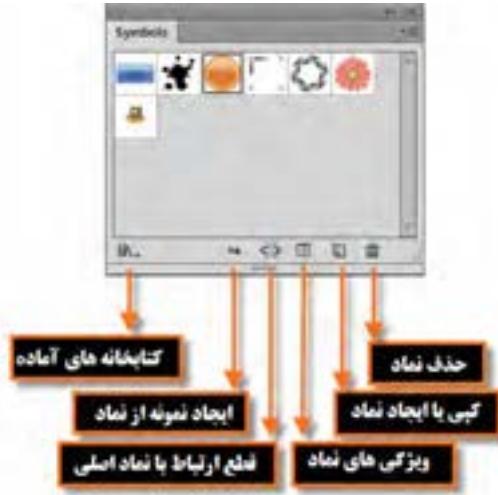 Symbols
کتابخانه های آماده
حذف نماد
ایجاد نمونه از نماد
کپی یا ایجاد نماد
قطع ارتباط با نماد اصلی
ویژگی های نماد